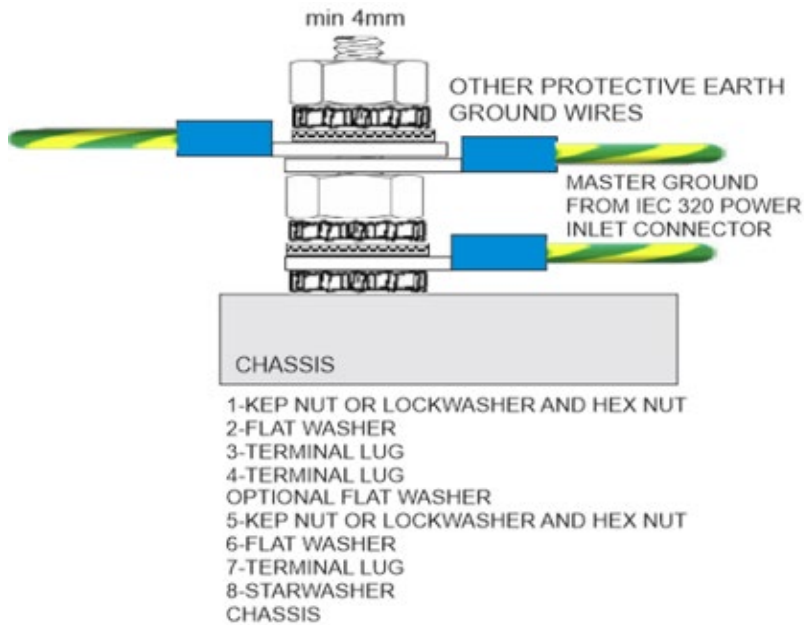 min 4mm
OTHER PROTECTIVE EARTH
GROUND WIRES
MASTER GROUND
FROM IEC 320 POWER
INLET CONNECTOR
CHASSIS
1-KEP NUT OR LOCKWASHER AND HEX NUT
2-FLAT WASHER
3-TERMINAL LUG
4-TERMINAL LUG
OPTIONAL FLAT WASHER
5-KEP NUT OR LOCKWASHER AND HEX NUT
6-FLAT WASHER
7-TERMINAL LUG
8-STARWASHER
CHASSIS